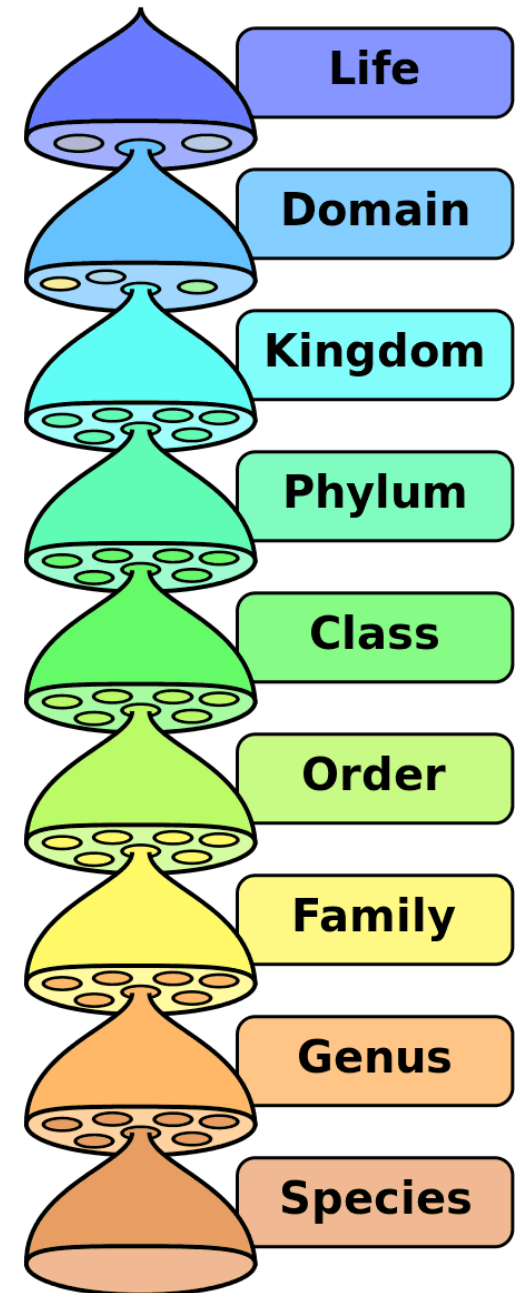 Life
Domain
Kingdom
Phylum
Class
Order
Family
Genus
Species